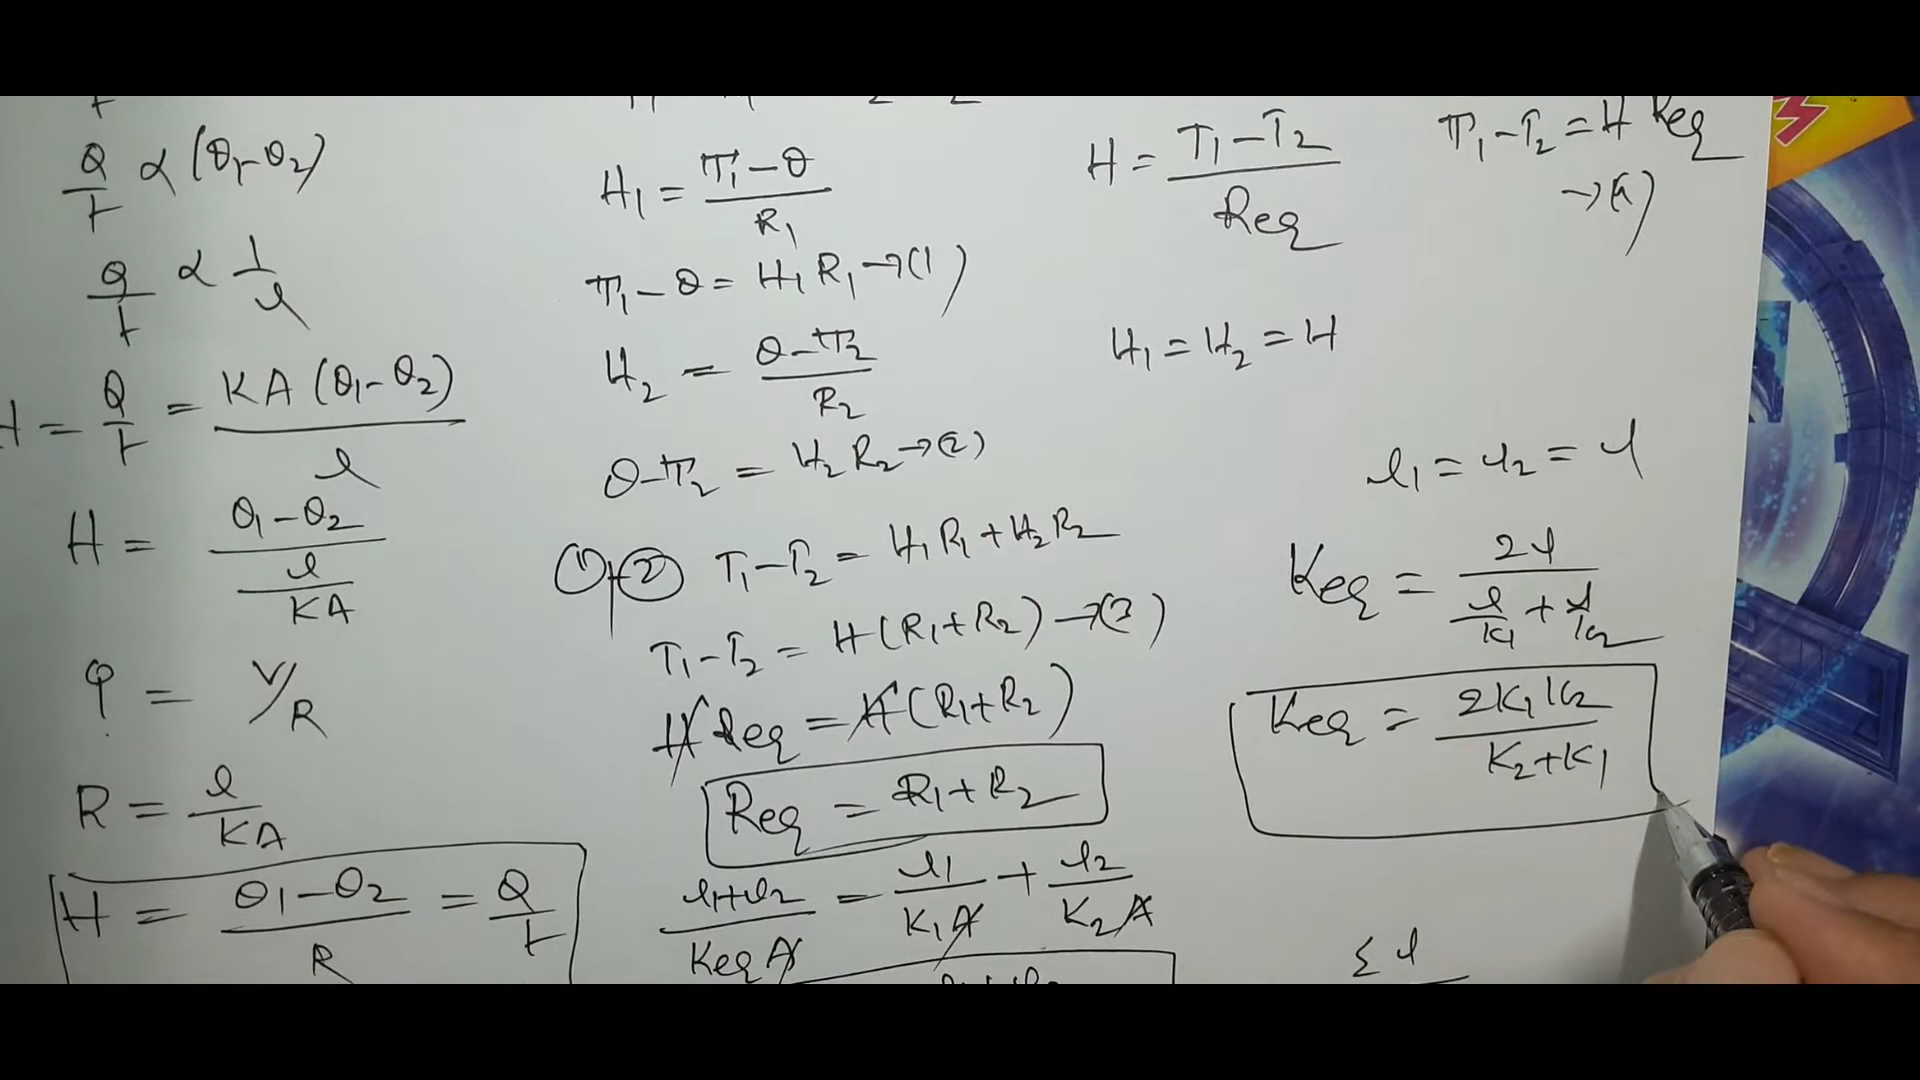 Q/t ∝ (θ1-θ2)
Q/t ∝ 1/l
H = Q/t = KA(θ1-θ2)/l
H = (θ1-θ2)/(l/KA)
i = V/R
R = l/KA
H = (θ1-θ2)/R = Q/t
H1 = (T1-θ)/R1
T1-θ = H1R1 →(1)
H2 = (θ-T2)/R2
θ-T2 = H2R2 →(2)
①+② T1-T2 = H1R1+H2R2
T1-T2 = H(R1+R2) →(3)
H Req = H(R1+R2)
Req = R1+R2
(l1+l2)/(Keq A) = l1/(K1A) + l2/(K2A)
H = (T1-T2)/Req
T1-T2 = H Req
H1 = H2 = H
l1 = l2 = l
Keq = 2l/(l/K1 + l/K2)
Keq = 2K1K2/(K2+K1)
Σl